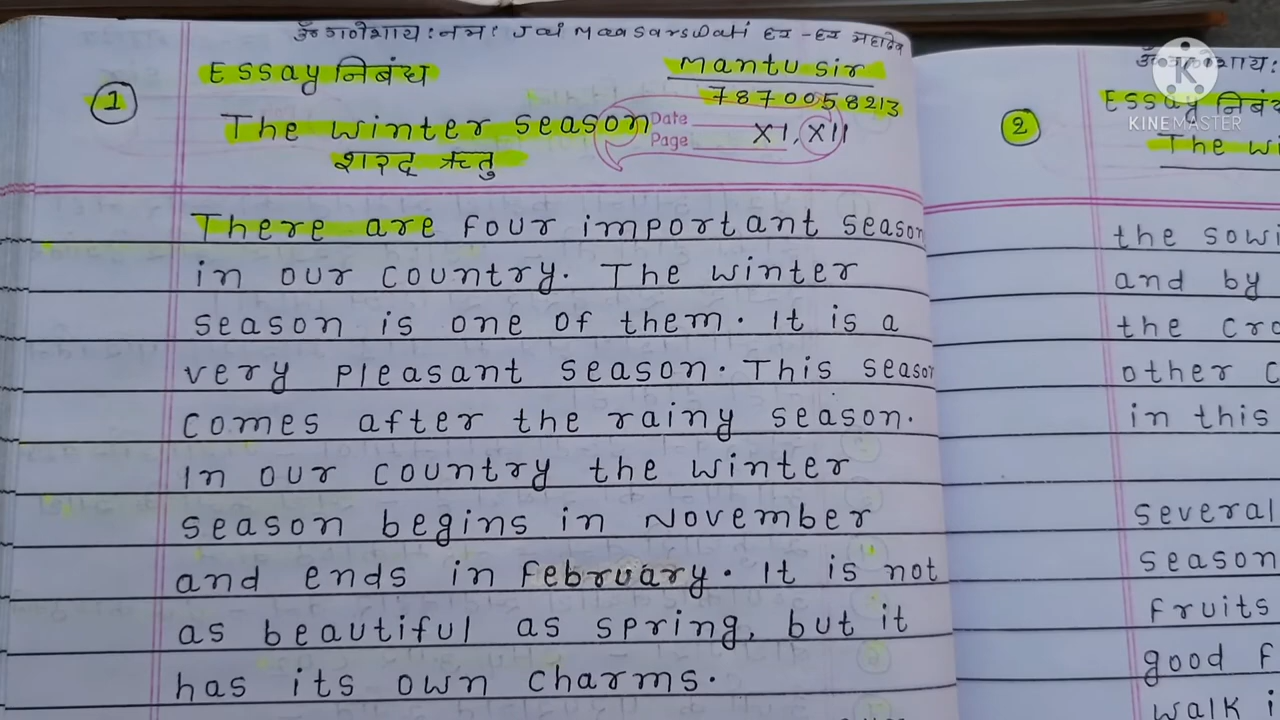 ॐ गणेशाय: नम: Jai Maa Sarswati हर-हर महादेव
Essay निबंध
Mantu Sir
7870058213
1
The winter season
Date
Page
XI, XII
शरद् ऋतु
There are four important season
in our country. The winter
season is one of them. It is a
very pleasant season. This season
comes after the rainy season.
In our country the winter
season begins in November
and ends in February. It is not
as beautiful as spring, but it
has its own charms.
ॐ गणेशाय:
Essay निबंध
2
The wi
the sowi
and by
the cro
other c
in this
several
season
fruits
good f
walk i
K
KINEMASTER